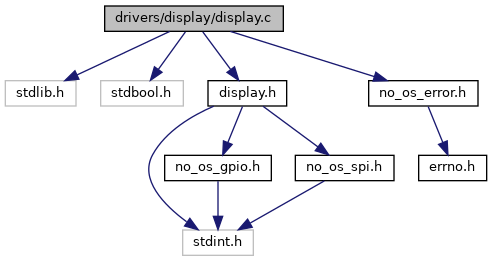 drivers/display/display.c
stdlib.h
stdbool.h
display.h
no_os_error.h
no_os_gpio.h
no_os_spi.h
errno.h
stdint.h